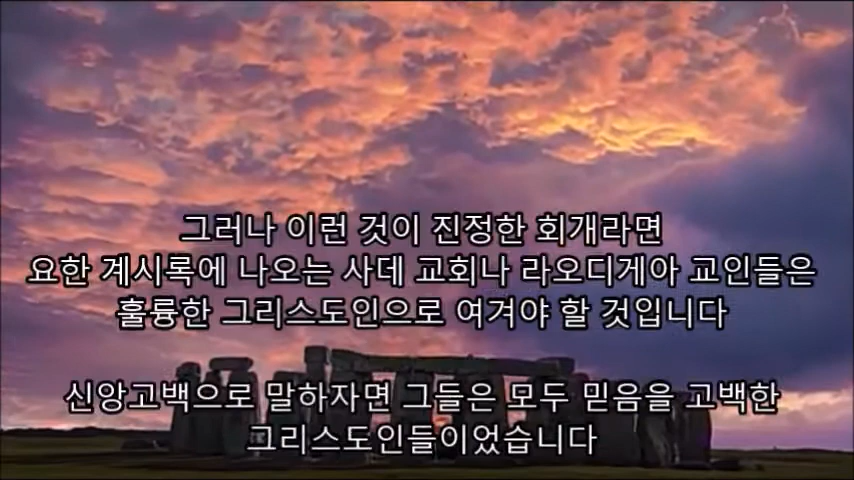 그러나 이런 것이 진정한 회개라면
요한 계시록에 나오는 사데 교회나 라오디게아 교인들은
훌륭한 그리스도인으로 여겨야 할 것입니다
신앙고백으로 말하자면 그들은 모두 믿음을 고백한
그리스도인들이었습니다